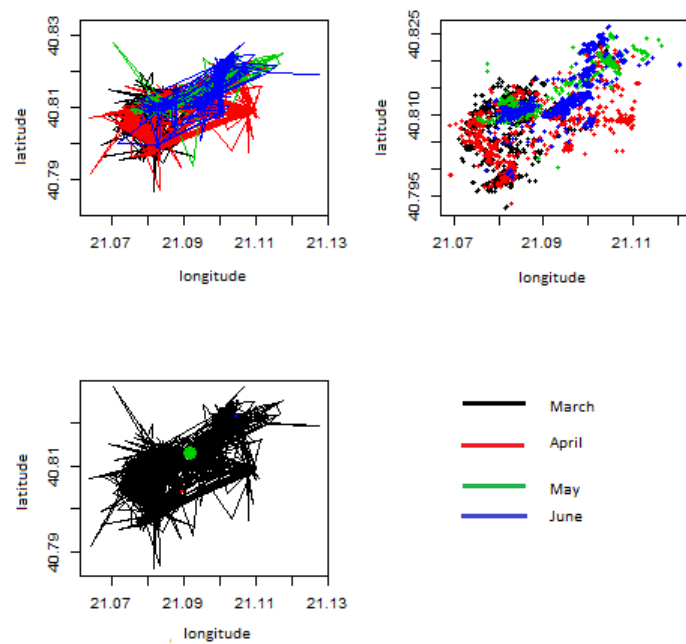 40.83
40.81
40.79
latitude
21.07 21.09 21.11 21.13
longitude
40.825
40.810
40.795
latitude
21.07 21.09 21.11
longitude
40.81
40.79
latitude
21.07 21.09 21.11 21.13
longitude
March
April
May
June